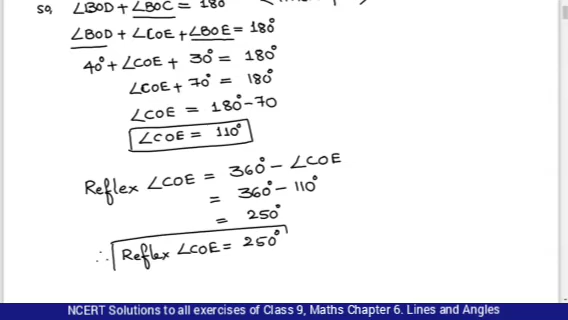 so, ∠BOD + ∠BOC = 180°
∠BOD + ∠COE + ∠BOE = 180°
40° + ∠COE + 30° = 180°
∠COE + 70° = 180°
∠COE = 180° - 70
∠COE = 110°
Reflex ∠COE = 360° - ∠COE
= 360° - 110°
= 250°
∴ Reflex ∠COE = 250°
NCERT Solutions to all exercises of Class 9, Maths Chapter 6. Lines and Angles